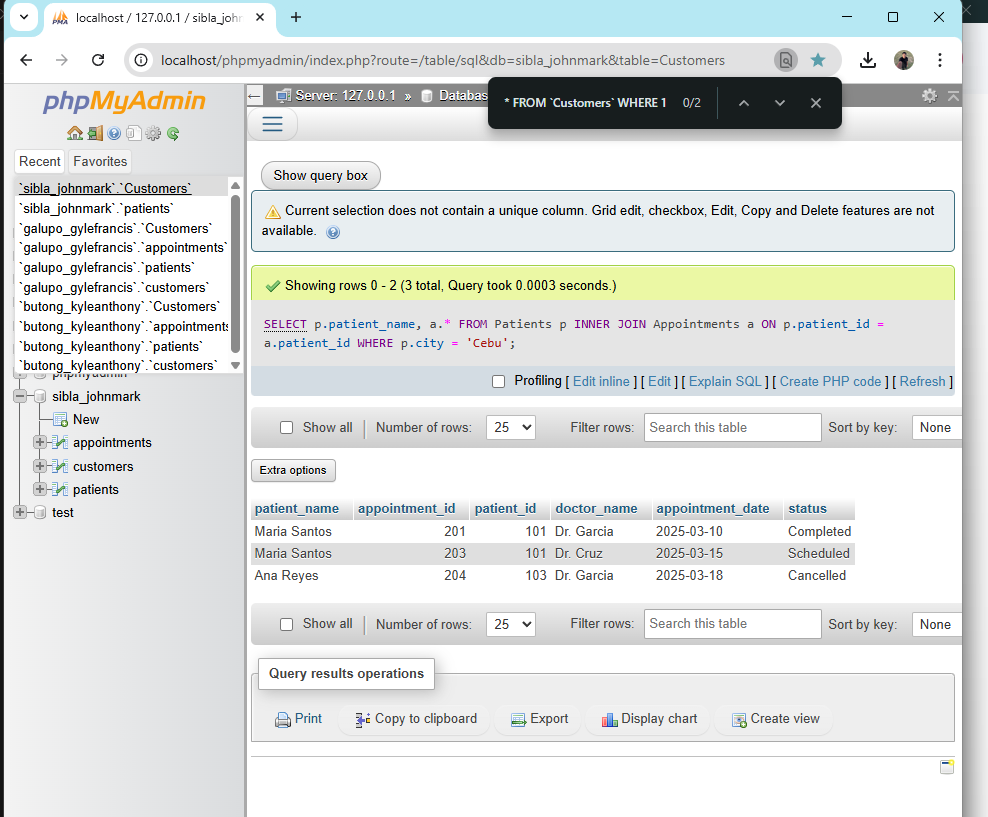 localhost / 127.0.0.1 / sibla_john
localhost/phpmyadmin/index.php?route=/table/sql&db=sibla_johnmark&table=Customers
* FROM `Customers` WHERE 1 0/2
phpMyAdmin
Recent Favorites
`sibla_johnmark`.`Customers`
`sibla_johnmark`.`patients`
`galupo_gylefrancis`.`Customers`
`galupo_gylefrancis`.`appointments`
`galupo_gylefrancis`.`patients`
`galupo_gylefrancis`.`customers`
`butong_kyleanthony`.`Customers`
`butong_kyleanthony`.`appointments
`butong_kyleanthony`.`patients`
`butong_kyleanthony`.`customers`
phpmyadmin
sibla_johnmark
New
appointments
customers
patients
test
Server: 127.0.0.1 » Databas
Show query box
Current selection does not contain a unique column. Grid edit, checkbox, Edit, Copy and Delete features are not
available.
Showing rows 0 - 2 (3 total, Query took 0.0003 seconds.)
SELECT p.patient_name, a.* FROM Patients p INNER JOIN Appointments a ON p.patient_id =
a.patient_id WHERE p.city = 'Cebu';
Profiling [ Edit inline ] [ Edit ] [ Explain SQL ] [ Create PHP code ] [ Refresh ]
Show all Number of rows: 25 Filter rows: Search this table Sort by key: None
Extra options
patient_name appointment_id patient_id doctor_name appointment_date status
Maria Santos 201 101 Dr. Garcia 2025-03-10 Completed
Maria Santos 203 101 Dr. Cruz 2025-03-15 Scheduled
Ana Reyes 204 103 Dr. Garcia 2025-03-18 Cancelled
Show all Number of rows: 25 Filter rows: Search this table Sort by key: None
Query results operations
Print Copy to clipboard Export Display chart Create view